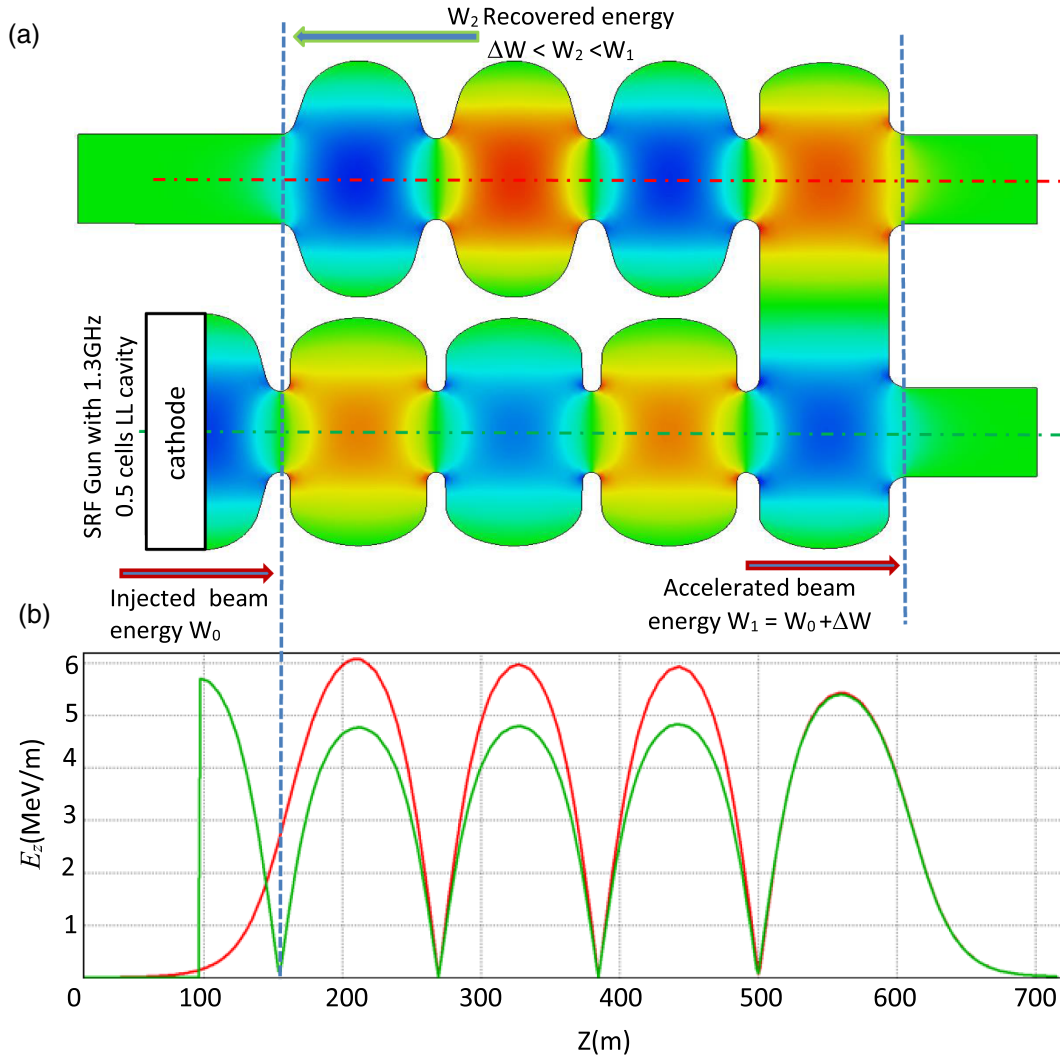 (a)
W₂ Recovered energy
ΔW < W₂ <W₁
SRF Gun with 1.3GHz
0.5 cells LL cavity
cathode
Injected beam
energy W₀
Accelerated beam
energy W₁ = W₀ +ΔW
(b)
6
5
4
3
2
1
E_z(MeV/m)
0 100 200 300 400 500 600 700
Z(m)